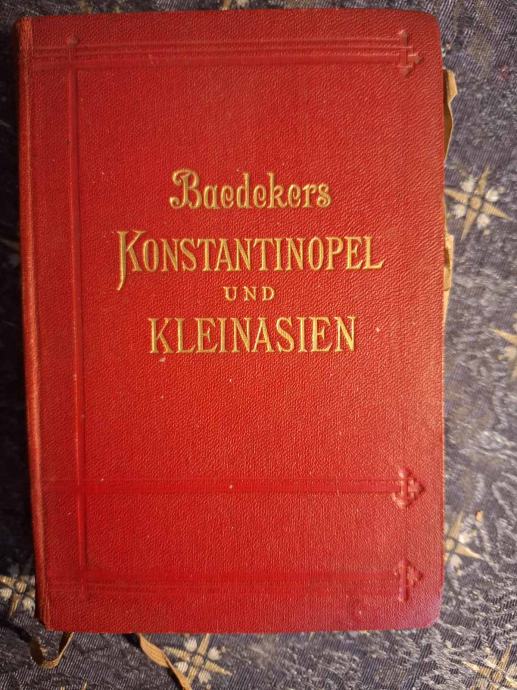 Baedekers
KONSTANTINOPEL
UND
KLEINASIEN